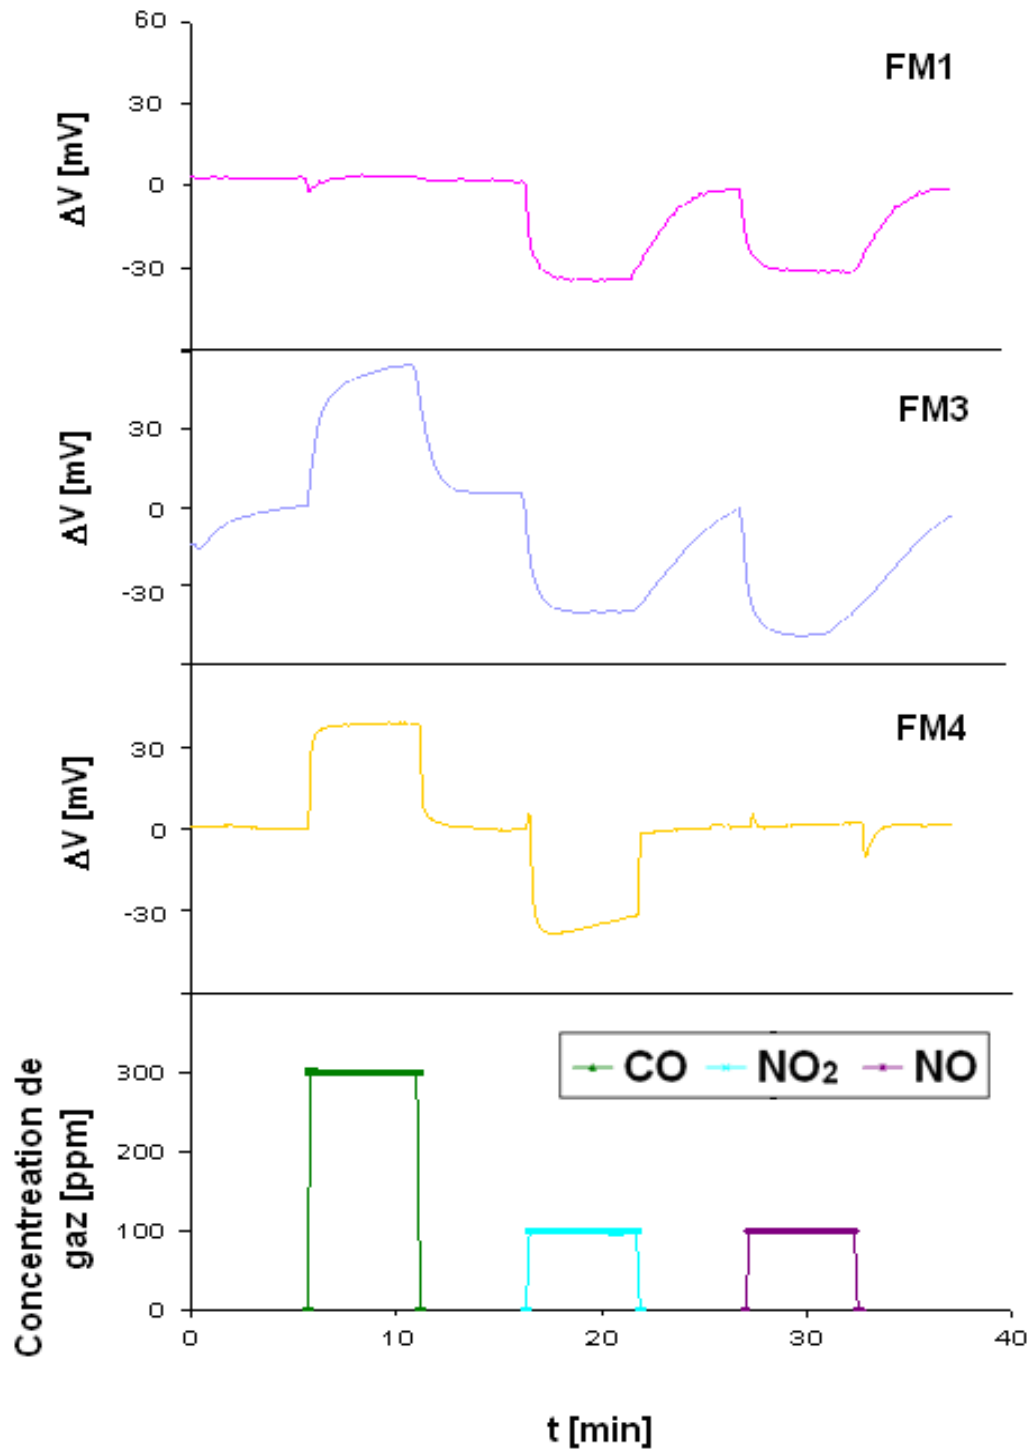 60
FM1
30
ΔV [mV]
0
-30
FM3
30
ΔV [mV]
0
-30
FM4
30
ΔV [mV]
0
-30
CO NO₂ NO
Concentreation de
gaz [ppm]
300
200
100
0
0 10 20 30 40
t [min]